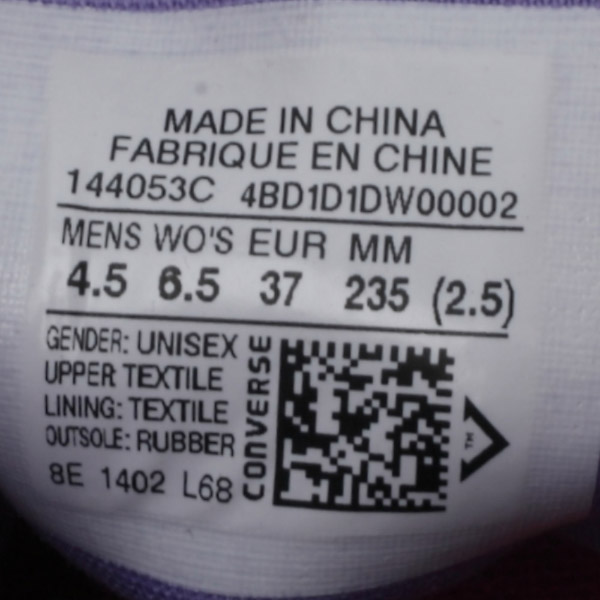 MADE IN CHINA
FABRIQUE EN CHINE
144053C 4BD1D1DW00002
MENS WO'S EUR MM
4.5 6.5 37 235 (2.5)
GENDER: UNISEX
UPPER TEXTILE
LINING: TEXTILE
OUTSOLE: RUBBER
8E 1402 L68
CONVERSE
TM